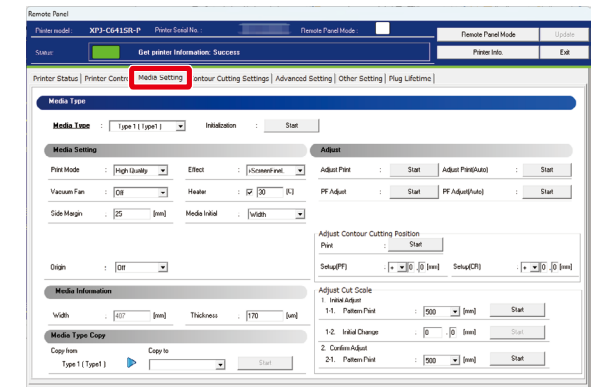 Remote Panel
Printer model : XPJ-C641SR-P Printer Serial No. : Remote Panel Mode : Remote Panel Mode Update
Status: Get printer Information: Success Printer Info. Exit
Printer Status Printer Contr Media Setting ontour Cutting Settings Advanced Setting Other Setting Plug Lifetime
Media Type
Media Type : Type 1 ( Type1 ) Initialization : Start
Media Setting Adjust
Print Mode : High Quality Effect : i-ScreenFineL Adjust Print : Start Adjust Print(Auto) : Start
Vacuum Fan : Off Heater : 30 [C] PF Adjust : Start PF Adjust(Auto) : Start
Side Margin : 25 [mm] Media Initial : Width
Adjust Contour Cutting Position
Print : Start
Origin : Off Setup(PF) : + 0 . 0 [mm] Setup(CR) : + 0 . 0 [mm]
Media Information Adjust Cut Scale
1. Initial Adjust
Width : 407 [mm] Thickness : 170 [um] 1-1. Pattern Print : 500 [mm] Start
1-2. Initial Change : 0 . 0 [mm] Start
Media Type Copy
2. Confirm Adjust
Copy from Copy to
2-1. Pattern Print : 500 [mm] Start
Type 1 ( Type1 ) Start